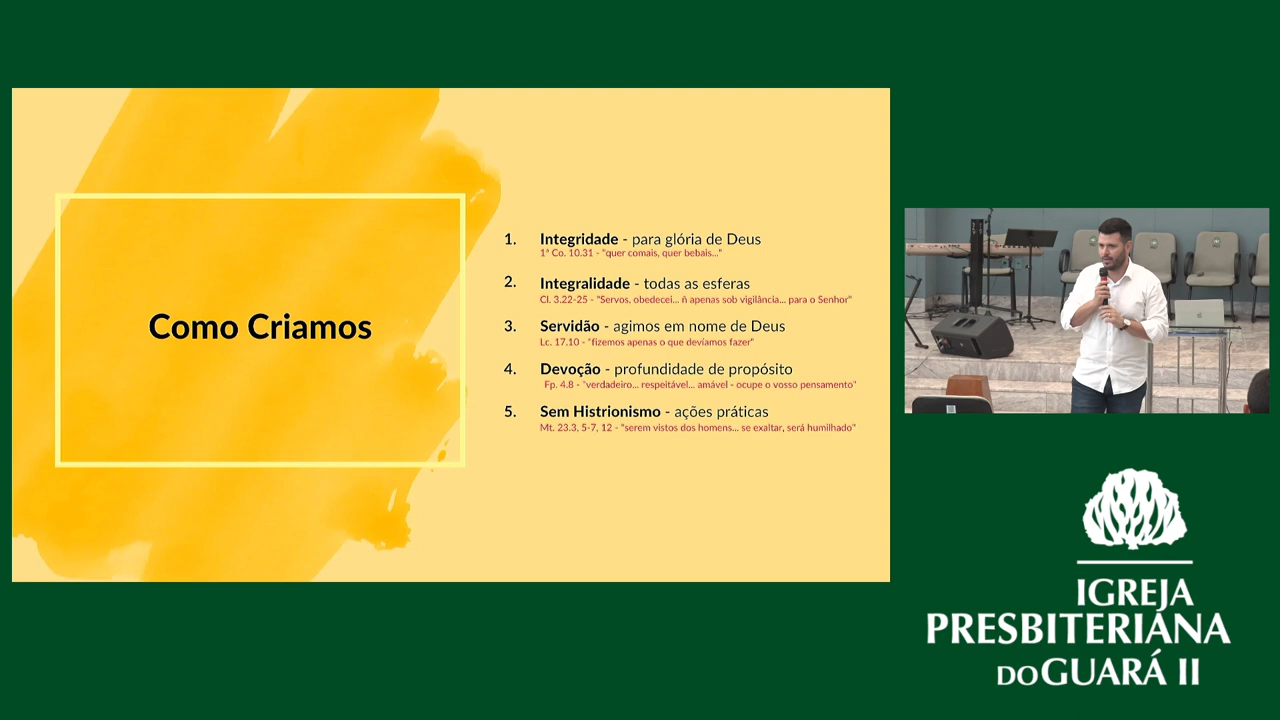 Como Criamos
1. Integridade - para glória de Deus
1ª Co. 10.31 - "quer comais, quer bebais..."
2. Integralidade - todas as esferas
Cl. 3.22-25 - "Servos, obedecei... ñ apenas sob vigilância... para o Senhor"
3. Servidão - agimos em nome de Deus
Lc. 17.10 - "fizemos apenas o que devíamos fazer"
4. Devoção - profundidade de propósito
Fp. 4.8 - "verdadeiro... respeitável... amável - ocupe o vosso pensamento"
5. Sem Histrionismo - ações práticas
Mt. 23.3, 5-7, 12 - "serem vistos dos homens... se exaltar, será humilhado"
IGREJA
PRESBITERIANA
DO GUARÁ II